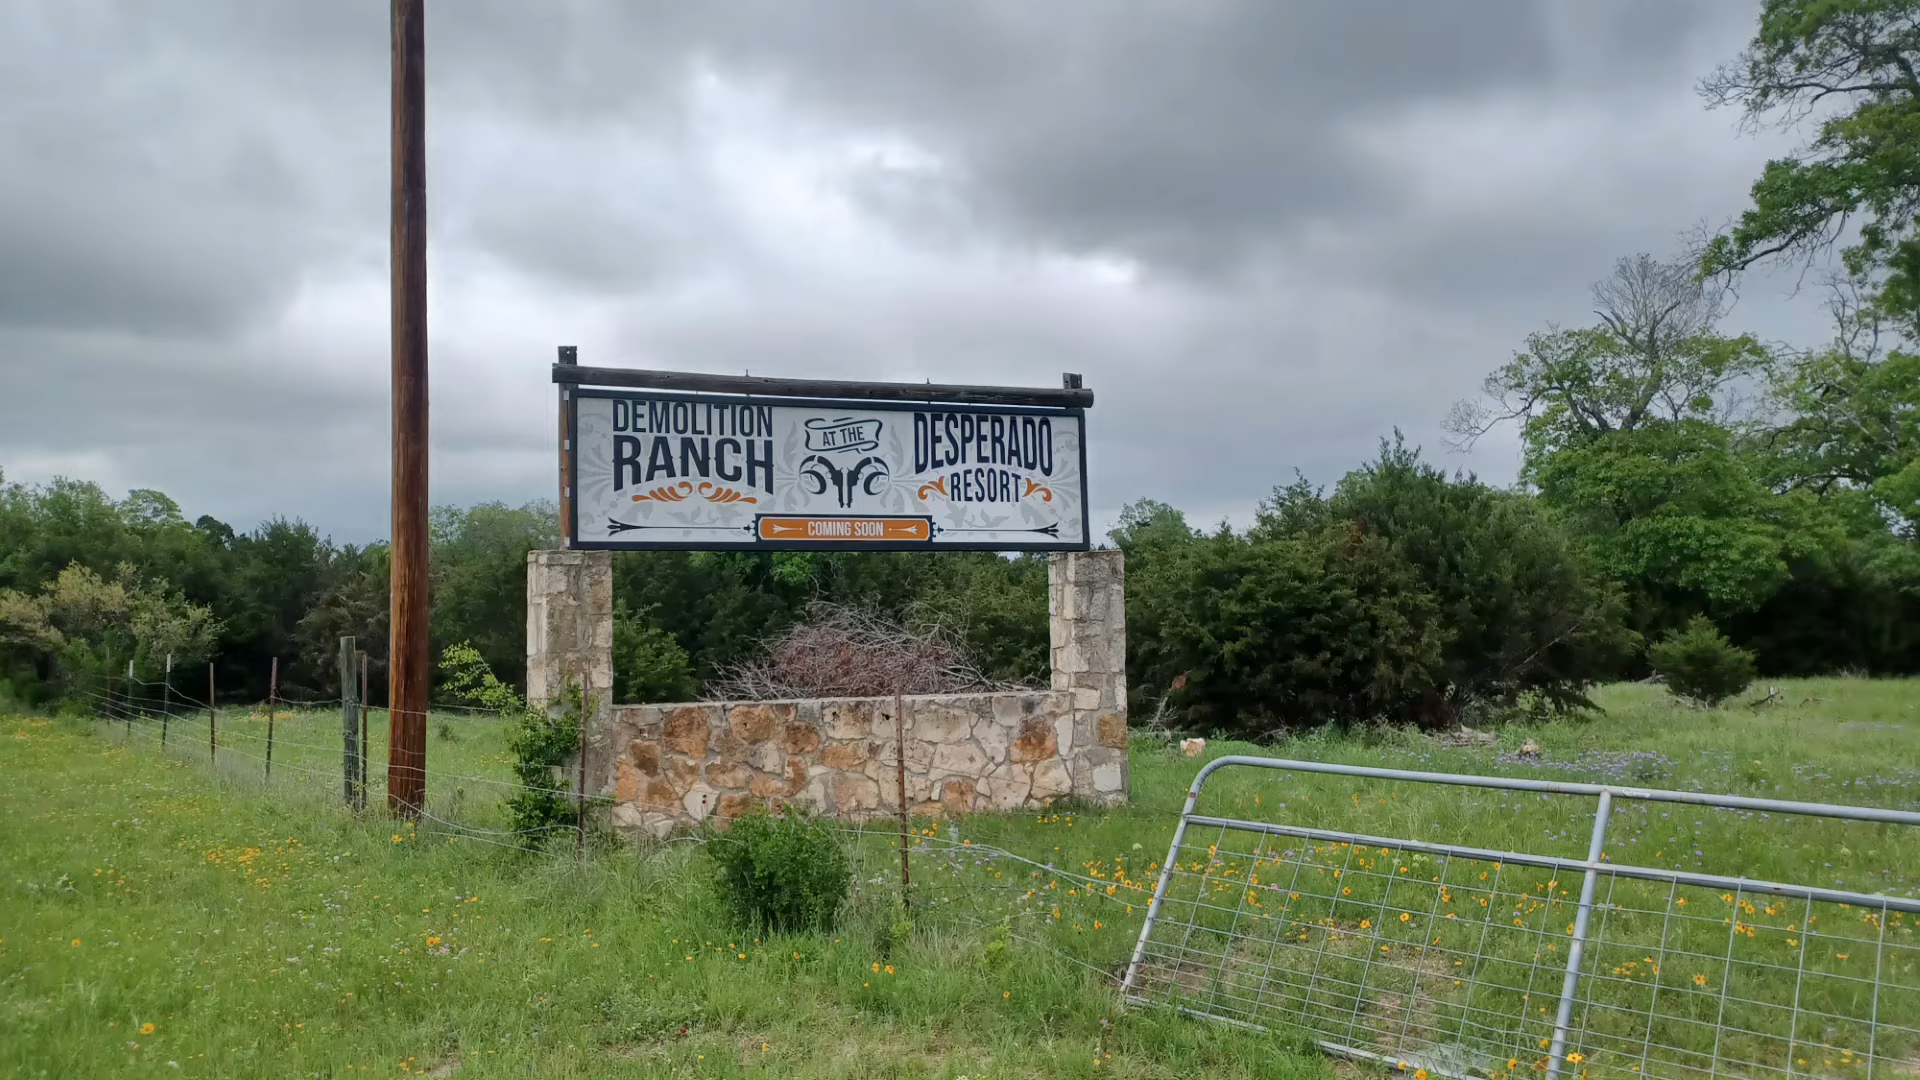 DEMOLITION
RANCH
AT THE
DESPERADO
RESORT
COMING SOON